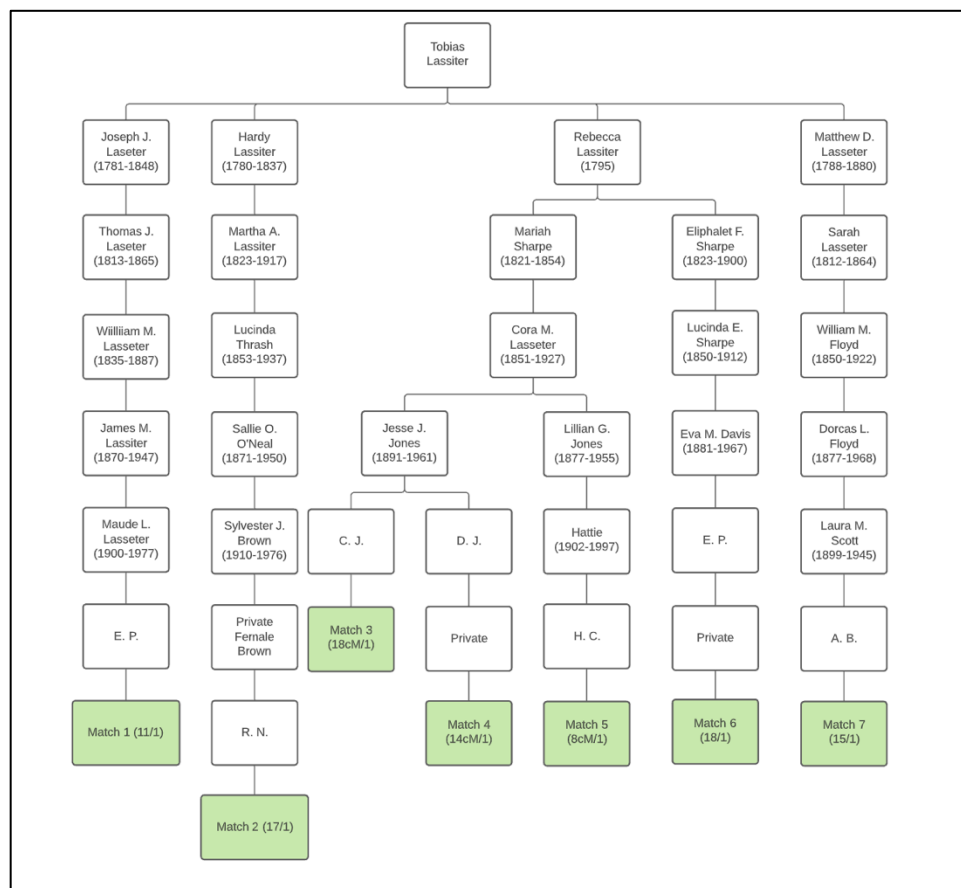 Tobias
Lassiter
Joseph J.
Laseter
(1781-1848)
Hardy
Lassiter
(1780-1837)
Rebecca
Lassiter
(1795)
Matthew D.
Lasseter
(1788-1880)
Thomas J.
Laseter
(1813-1865)
Martha A.
Lassiter
(1823-1917)
Mariah
Sharpe
(1821-1854)
Eliphalet F.
Sharpe
(1823-1900)
Sarah
Lasseter
(1812-1864)
Wiilliiam M.
Lasseter
(1835-1887)
Lucinda
Thrash
(1853-1937)
Cora M.
Lasseter
(1851-1927)
Lucinda E.
Sharpe
(1850-1912)
William M.
Floyd
(1850-1922)
James M.
Lassiter
(1870-1947)
Sallie O.
O'Neal
(1871-1950)
Jesse J.
Jones
(1891-1961)
Lillian G.
Jones
(1877-1955)
Eva M. Davis
(1881-1967)
Dorcas L.
Floyd
(1877-1968)
Maude L.
Lasseter
(1900-1977)
Sylvester J.
Brown
(1910-1976)
C. J.
D. J.
Hattie
(1902-1997)
E. P.
Laura M.
Scott
(1899-1945)
E. P.
Private
Female
Brown
Match 3
(18cM/1)
Private
H. C.
Private
A. B.
Match 1 (11/1)
R. N.
Match 4
(14cM/1)
Match 5
(8cM/1)
Match 6
(18/1)
Match 7
(15/1)
Match 2 (17/1)